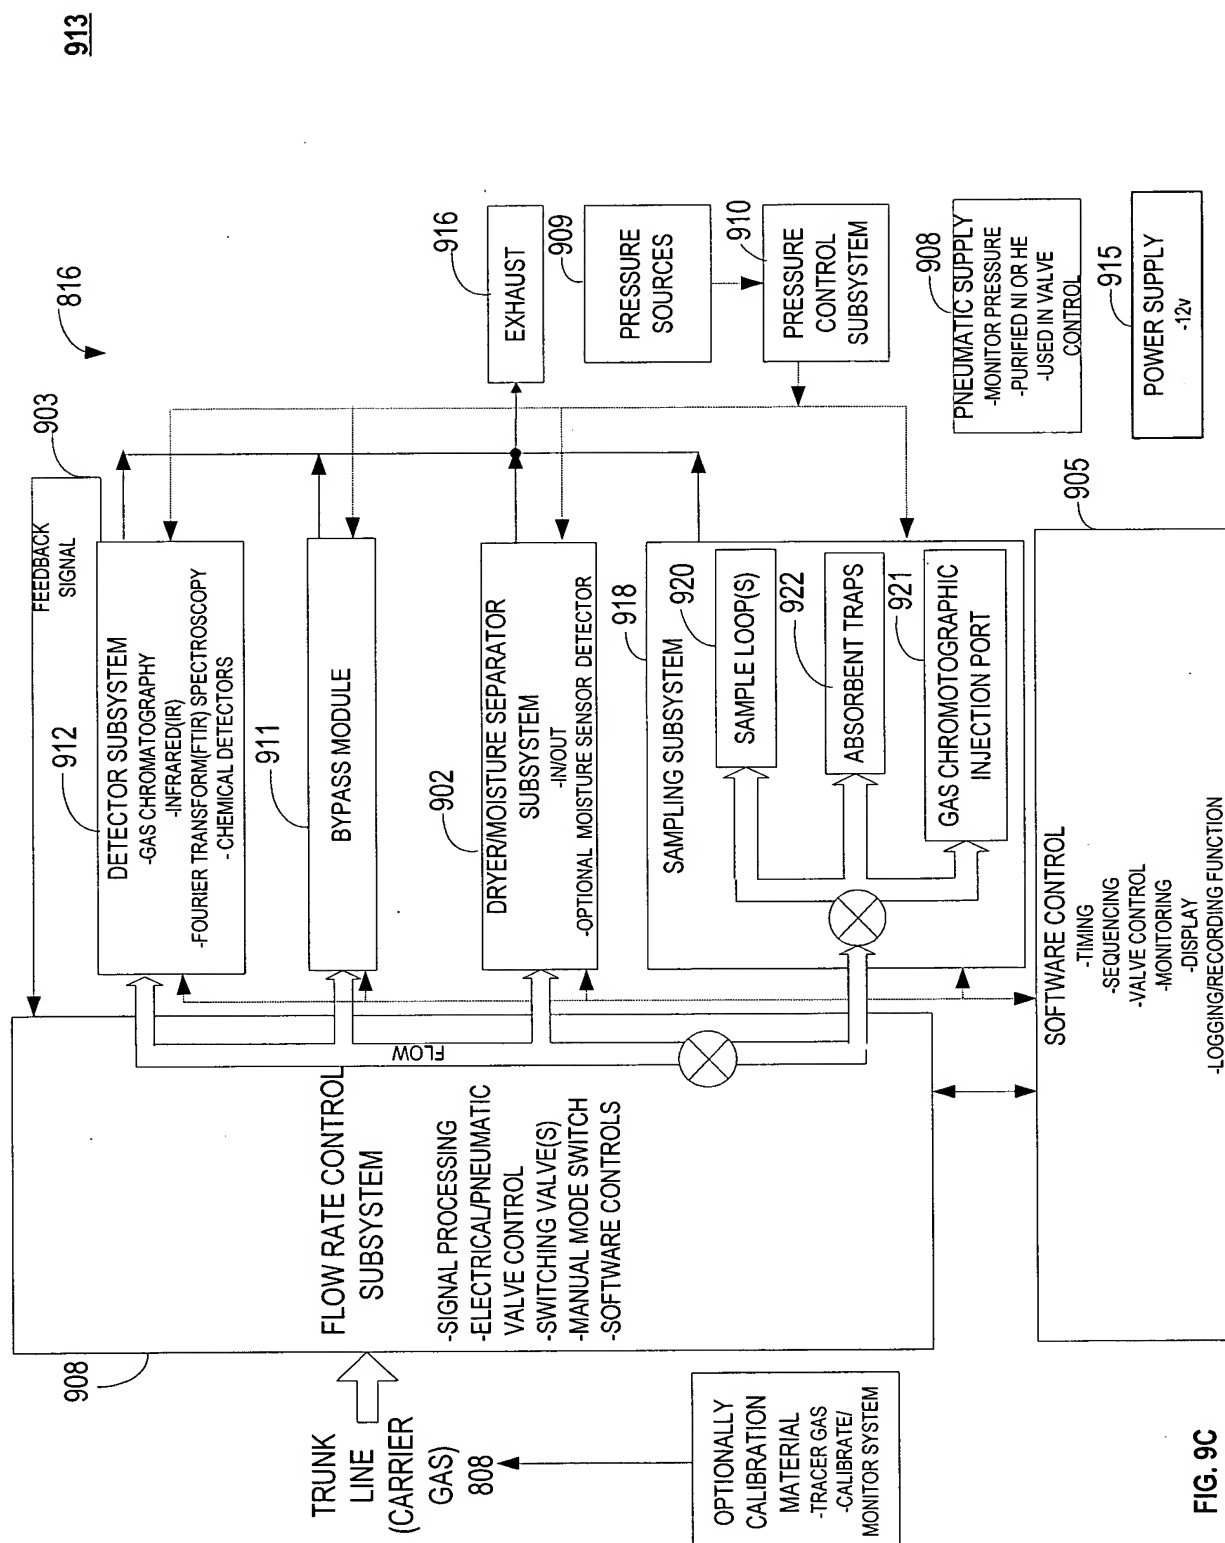 913
816
903
FEEDBACK
SIGNAL
912
DETECTOR SUBSYSTEM
-GAS CHROMATOGRAPHY
-INFRARED(IR)
-FOURIER TRANSFORM(FTIR) SPECTROSCOPY
- CHEMICAL DETECTORS
911
BYPASS MODULE
902
DRYER/MOISTURE SEPARATOR
SUBSYSTEM
-IN/OUT
-OPTIONAL MOISTURE SENSOR DETECTOR
918
SAMPLING SUBSYSTEM
920
SAMPLE LOOP(S)
922
ABSORBENT TRAPS
921
GAS CHROMOTOGRAPHIC
INJECTION PORT
916
EXHAUST
909
PRESSURE
SOURCES
910
PRESSURE
CONTROL
SUBSYSTEM
908
PNEUMATIC SUPPLY
-MONITOR PRESSURE
-PURIFIED NI OR HE
-USED IN VALVE
CONTROL
915
POWER SUPPLY
-12v
905
SOFTWARE CONTROL
-TIMING
-SEQUENCING
-VALVE CONTROL
-MONITORING
-DISPLAY
-LOGGING/RECORDING FUNCTION
FLOW
908
FLOW RATE CONTROL
SUBSYSTEM
-SIGNAL PROCESSING
-ELECTRICAL/PNEUMATIC
VALVE CONTROL
-SWITCHING VALVE(S)
-MANUAL MODE SWITCH
-SOFTWARE CONTROLS
TRUNK
LINE
(CARRIER
GAS)
808
OPTIONALLY
CALIBRATION
MATERIAL
-TRACER GAS
-CALIBRATE/
MONITOR SYSTEM
FIG. 9C